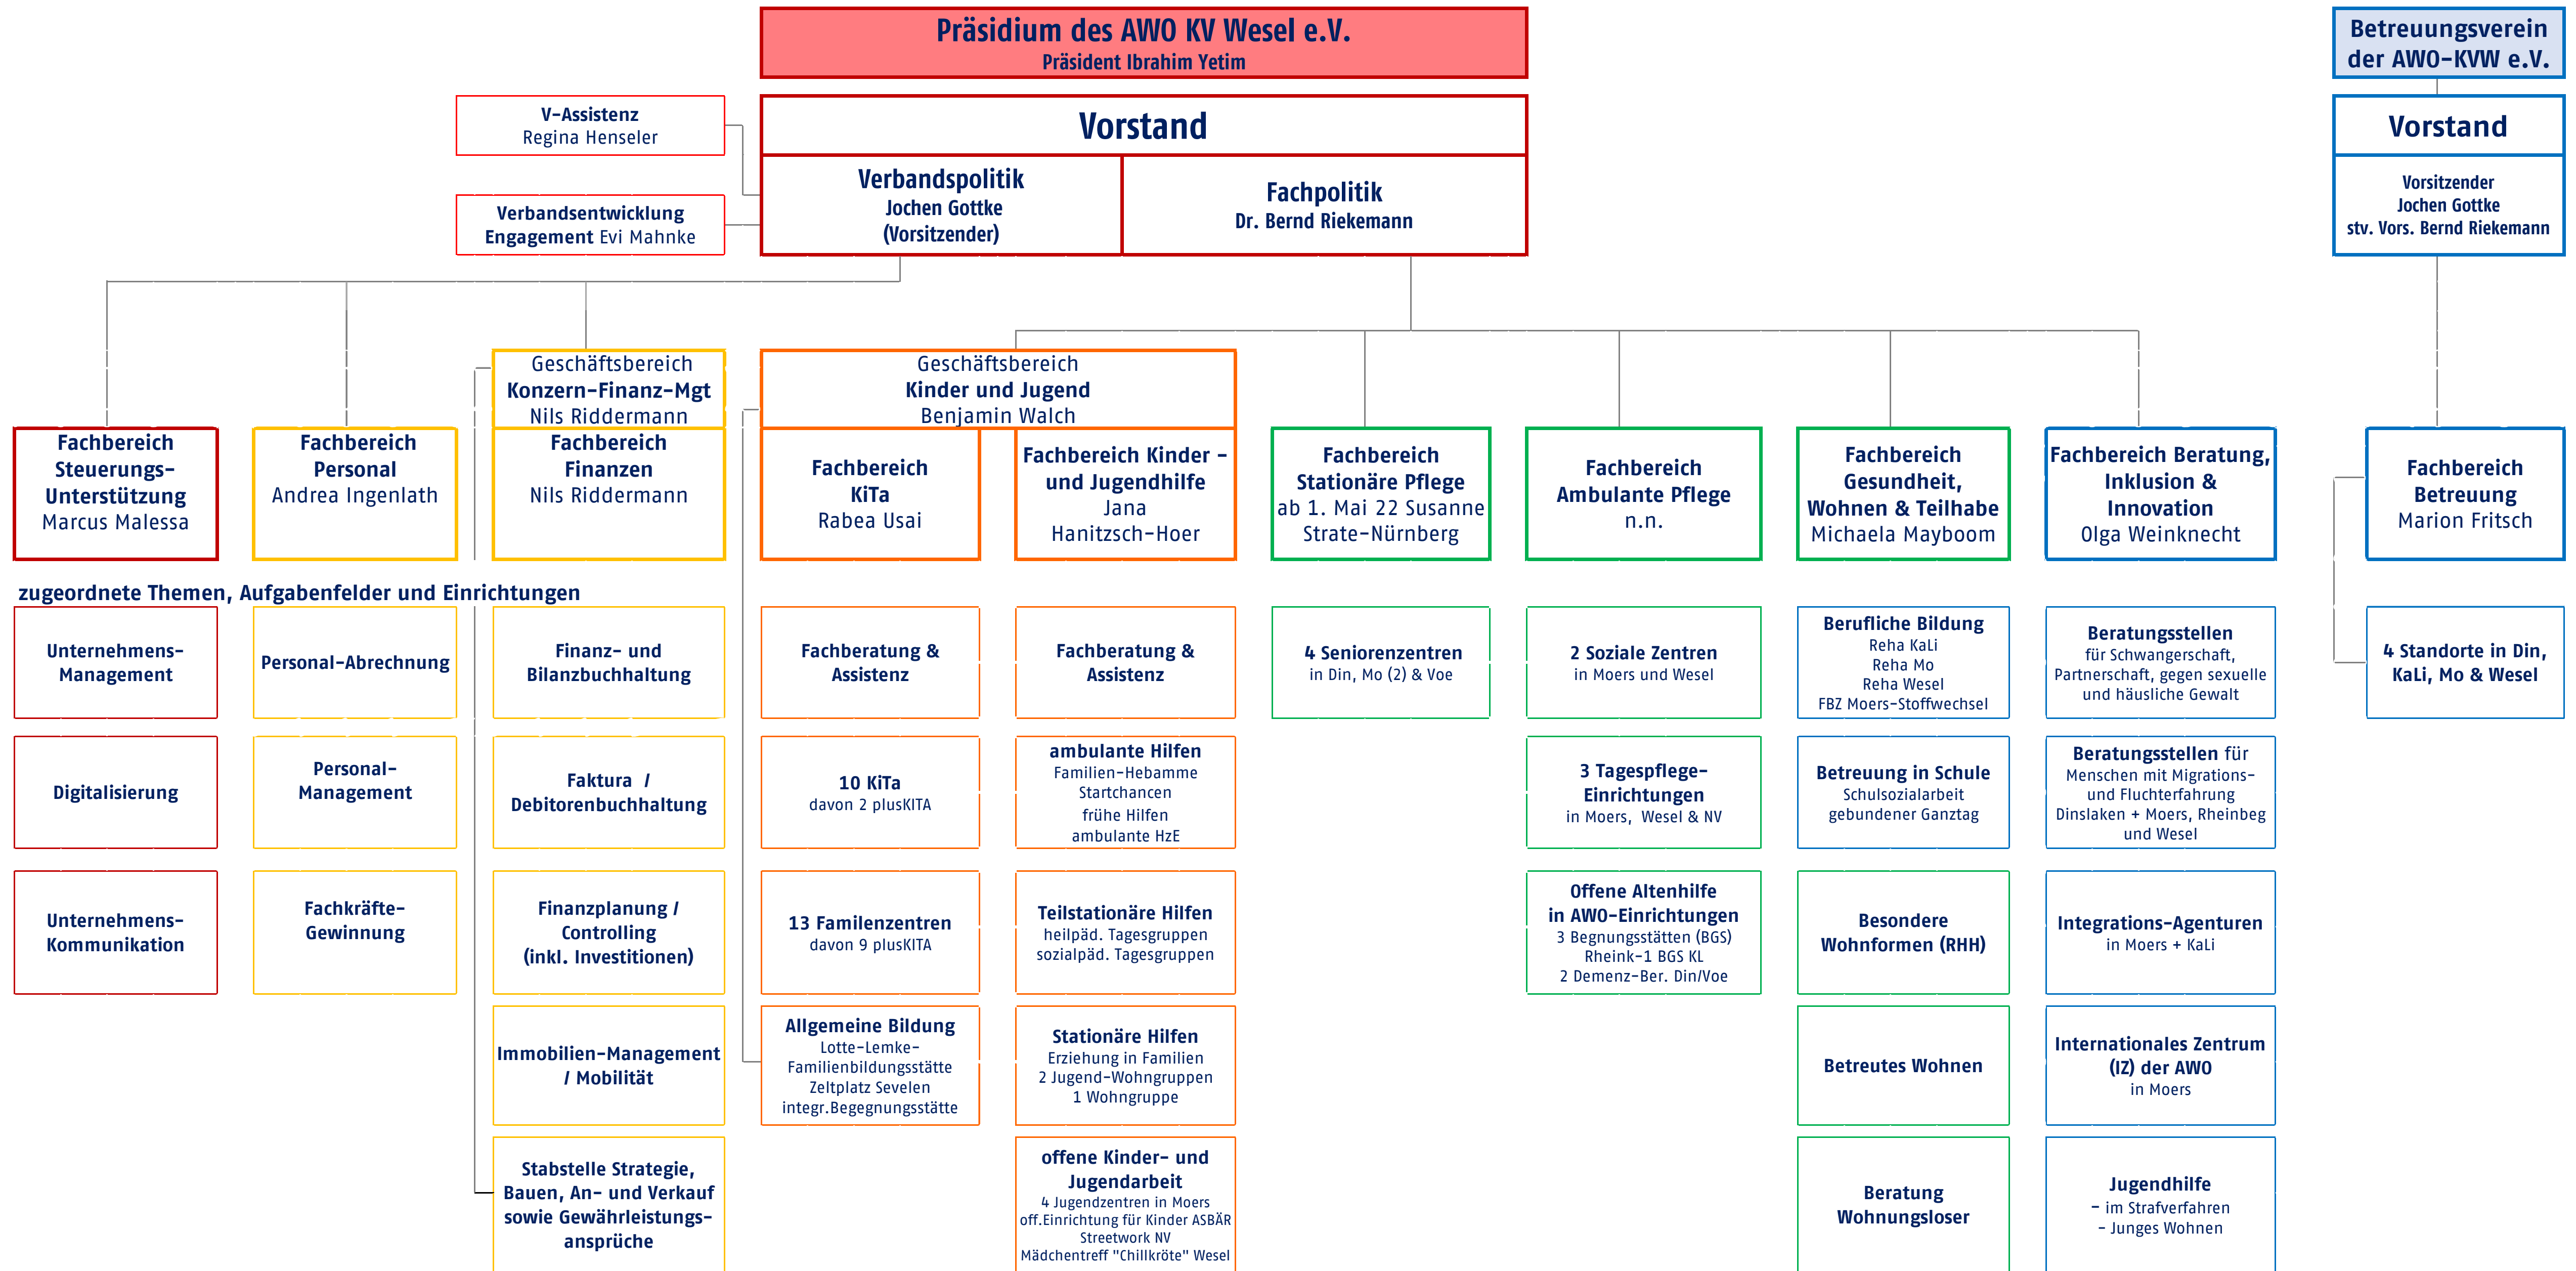 Präsidium des AWO KV Wesel e.V.
Präsident Ibrahim Yetim
Betreuungsverein
der AWO-KVW e.V.
V-Assistenz
Regina Henseler
Verbandsentwicklung
Engagement Evi Mahnke
Vorstand
Verbandspolitik
Jochen Gottke
(Vorsitzender)
Fachpolitik
Dr. Bernd Riekemann
Vorstand
Vorsitzender
Jochen Gottke
stv. Vors. Bernd Riekemann
Geschäftsbereich
Konzern-Finanz-Mgt
Nils Riddermann
Geschäftsbereich
Kinder und Jugend
Benjamin Walch
Fachbereich
Steuerungs-
Unterstützung
Marcus Malessa
Fachbereich
Personal
Andrea Ingenlath
Fachbereich
Finanzen
Nils Riddermann
Fachbereich
KiTa
Rabea Usai
Fachbereich Kinder -
und Jugendhilfe
Jana
Hanitzsch-Hoer
Fachbereich
Stationäre Pflege
ab 1. Mai 22 Susanne
Strate-Nürnberg
Fachbereich
Ambulante Pflege
n.n.
Fachbereich
Gesundheit,
Wohnen & Teilhabe
Michaela Mayboom
Fachbereich Beratung,
Inklusion &
Innovation
Olga Weinknecht
Fachbereich
Betreuung
Marion Fritsch
zugeordnete Themen, Aufgabenfelder und Einrichtungen
Unternehmens-
Management
Personal-Abrechnung
Finanz- und
Bilanzbuchhaltung
Fachberatung &
Assistenz
Fachberatung &
Assistenz
4 Seniorenzentren
in Din, Mo (2) & Voe
2 Soziale Zentren
in Moers und Wesel
Berufliche Bildung
Reha KaLi
Reha Mo
Reha Wesel
FBZ Moers-Stoffwechsel
Beratungsstellen
für Schwangerschaft,
Partnerschaft, gegen sexuelle
und häusliche Gewalt
4 Standorte in Din,
KaLi, Mo & Wesel
Digitalisierung
Personal-
Management
Faktura /
Debitorenbuchhaltung
10 KiTa
davon 2 plusKITA
ambulante Hilfen
Familien-Hebamme
Startchancen
frühe Hilfen
ambulante HzE
3 Tagespflege-
Einrichtungen
in Moers, Wesel & NV
Betreuung in Schule
Schulsozialarbeit
gebundener Ganztag
Beratungsstellen für
Menschen mit Migrations-
und Fluchterfahrung
Dinslaken + Moers, Rheinbeg
und Wesel
Unternehmens-
Kommunikation
Fachkräfte-
Gewinnung
Finanzplanung /
Controlling
(inkl. Investitionen)
13 Familenzentren
davon 9 plusKITA
Teilstationäre Hilfen
heilpäd. Tagesgruppen
sozialpäd. Tagesgruppen
Offene Altenhilfe
in AWO-Einrichtungen
3 Begnungsstätten (BGS)
Rheink-1 BGS KL
2 Demenz-Ber. Din/Voe
Besondere
Wohnformen (RHH)
Integrations-Agenturen
in Moers + KaLi
Immobilien-Management
/ Mobilität
Allgemeine Bildung
Lotte-Lemke-
Familienbildungsstätte
Zeltplatz Sevelen
integr.Begegnungsstätte
Stationäre Hilfen
Erziehung in Familien
2 Jugend-Wohngruppen
1 Wohngruppe
Betreutes Wohnen
Internationales Zentrum
(IZ) der AWO
in Moers
Stabstelle Strategie,
Bauen, An- und Verkauf
sowie Gewährleistungs-
ansprüche
offene Kinder- und
Jugendarbeit
4 Jugendzentren in Moers
off.Einrichtung für Kinder ASBÄR
Streetwork NV
Mädchentreff "Chillkröte" Wesel
Beratung
Wohnungsloser
Jugendhilfe
- im Strafverfahren
- Junges Wohnen